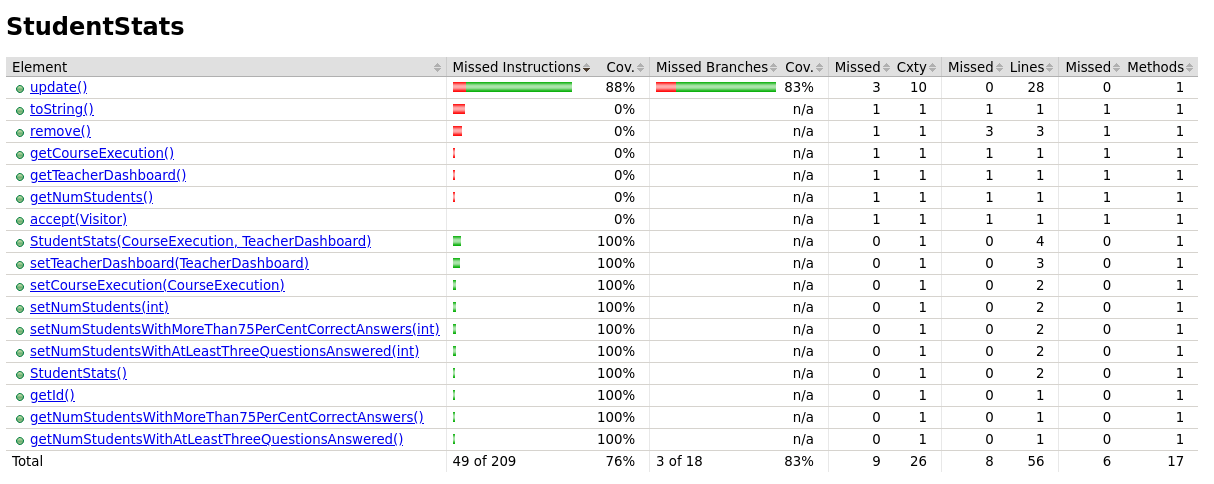 StudentStats
Element Missed Instructions Cov. Missed Branches Cov. Missed Cxty Missed Lines Missed Methods
update() 88% 83% 3 10 0 28 0 1
toString() 0% n/a 1 1 1 1 1 1
remove() 0% n/a 1 1 3 3 1 1
getCourseExecution() 0% n/a 1 1 1 1 1 1
getTeacherDashboard() 0% n/a 1 1 1 1 1 1
getNumStudents() 0% n/a 1 1 1 1 1 1
accept(Visitor) 0% n/a 1 1 1 1 1 1
StudentStats(CourseExecution, TeacherDashboard) 100% n/a 0 1 0 4 0 1
setTeacherDashboard(TeacherDashboard) 100% n/a 0 1 0 3 0 1
setCourseExecution(CourseExecution) 100% n/a 0 1 0 2 0 1
setNumStudents(int) 100% n/a 0 1 0 2 0 1
setNumStudentsWithMoreThan75PerCentCorrectAnswers(int) 100% n/a 0 1 0 2 0 1
setNumStudentsWithAtLeastThreeQuestionsAnswered(int) 100% n/a 0 1 0 2 0 1
StudentStats() 100% n/a 0 1 0 2 0 1
getId() 100% n/a 0 1 0 1 0 1
getNumStudentsWithMoreThan75PerCentCorrectAnswers() 100% n/a 0 1 0 1 0 1
getNumStudentsWithAtLeastThreeQuestionsAnswered() 100% n/a 0 1 0 1 0 1
Total 49 of 209 76% 3 of 18 83% 9 26 8 56 6 17